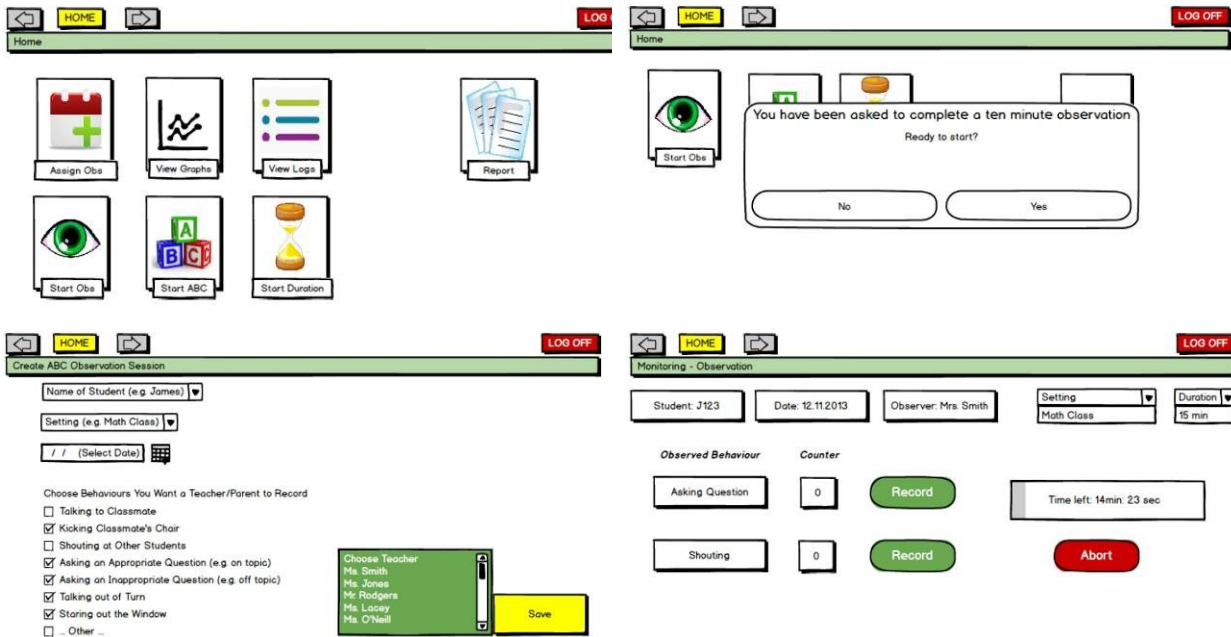 HOME
LOG
Home
Assign Obs
View Graphs
View Logs
Report
Start Obs
Start ABC
Start Duration
HOME
LOG OFF
Home
Start Obs
A
You have been asked to complete a ten minute observation
Ready to start?
No
Yes
A
B C
HOME
LOG OFF
Create ABC Observation Session
Name of Student (e.g. James)
Setting (e.g. Math Class)
/ / (Select Date)
Choose Behaviours You Want a Teacher/Parent to Record
Talking to Classmate
Kicking Classmate's Chair
Shouting at Other Students
Asking an Appropriate Question (e.g. on topic)
Asking an Inappropriate Question (e.g. off topic)
Talking out of Turn
Staring out the Window
... Other ...
Choose Teacher
Ms. Smith
Ms. Jones
Mr. Rodgers
Ms. Lacey
Ms. O'Neill
Save
HOME
LOG OFF
Monitoring - Observation
Student: J123
Date: 12.11.2013
Observer: Mrs. Smith
Setting
Math Class
Duration
15 min
Observed Behaviour
Counter
Asking Question
0
Record
Time left: 14min: 23 sec
Shouting
0
Record
Abort